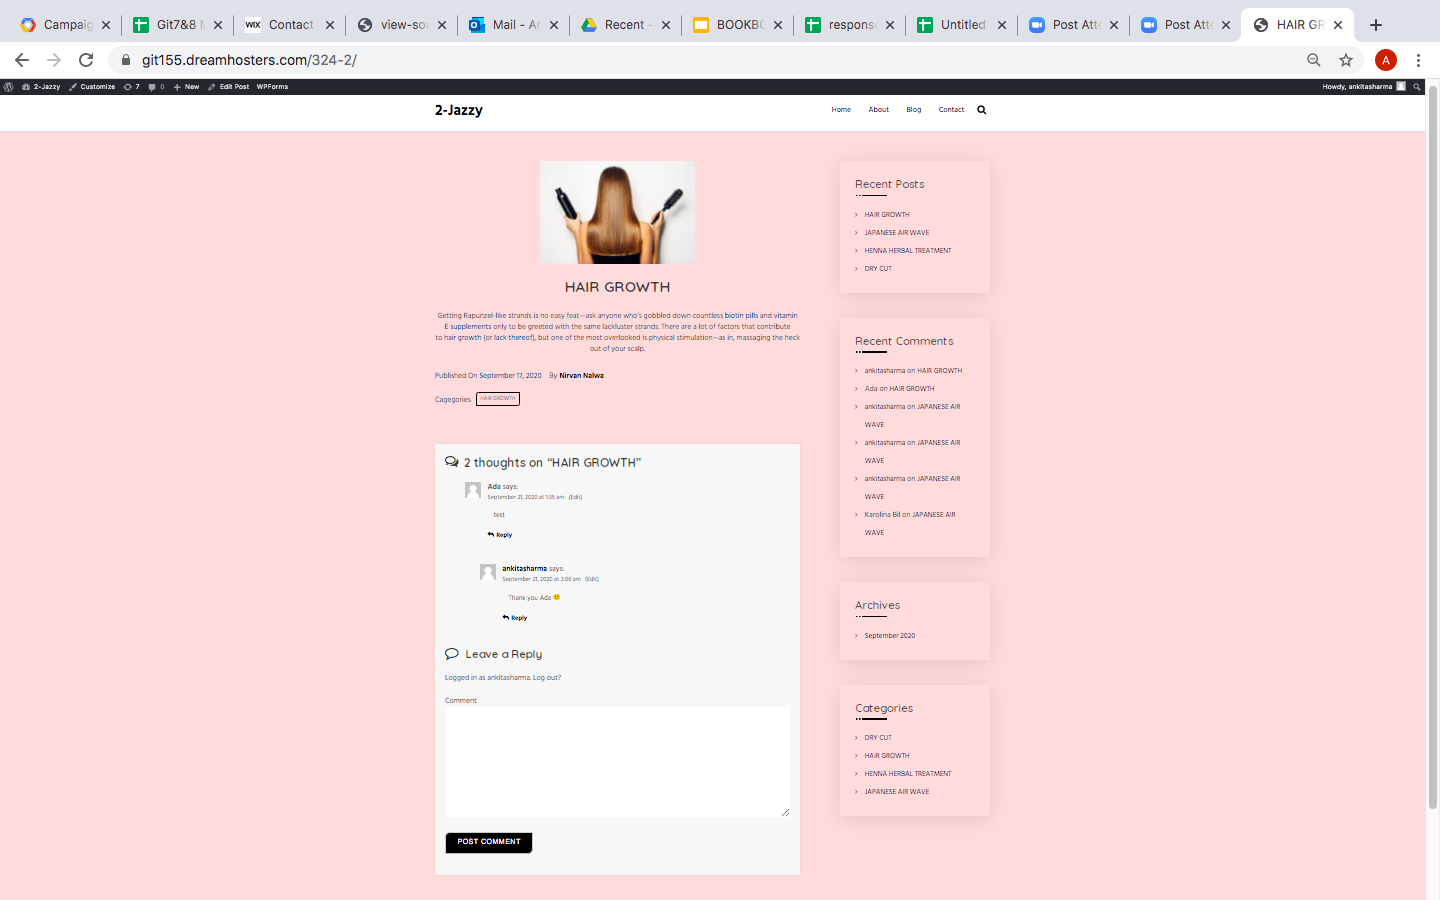 Campaig
Git7&8 M
WIX Contact
view-sou
Mail - An
Recent -
BOOKBO
response
Untitled
Post Atte
Post Atte
HAIR GR
git155.dreamhosters.com/324-2/
A
2-Jazzy Customize 7 0 New Edit Post WPForms Howdy, ankitasharma
2-Jazzy
Home About Blog Contact
HAIR GROWTH
Getting Rapunzel-like strands is no easy feat—ask anyone who's gobbled down countless biotin pills and vitamin
E supplements only to be greeted with the same lackluster strands. There are a lot of factors that contribute
to hair growth (or lack thereof), but one of the most overlooked is physical stimulation—as in, massaging the heck
out of your scalp.
Published On September 17, 2020 By Nirvan Nalwa
Cagegories HAIR GROWTH
2 thoughts on “HAIR GROWTH”
Ada says:
September 21, 2020 at 1:35 am (Edit)
test
Reply
ankitasharma says:
September 21, 2020 at 3:06 am (Edit)
Thank you Ada 🙂
Reply
Leave a Reply
Logged in as ankitasharma. Log out?
Comment
POST COMMENT
Recent Posts
HAIR GROWTH
JAPANESE AIR WAVE
HENNA HERBAL TREATMENT
DRY CUT
Recent Comments
ankitasharma on HAIR GROWTH
Ada on HAIR GROWTH
ankitasharma on JAPANESE AIR
WAVE
ankitasharma on JAPANESE AIR
WAVE
ankitasharma on JAPANESE AIR
WAVE
Karolina Bil on JAPANESE AIR
WAVE
Archives
September 2020
Categories
DRY CUT
HAIR GROWTH
HENNA HERBAL TREATMENT
JAPANESE AIR WAVE